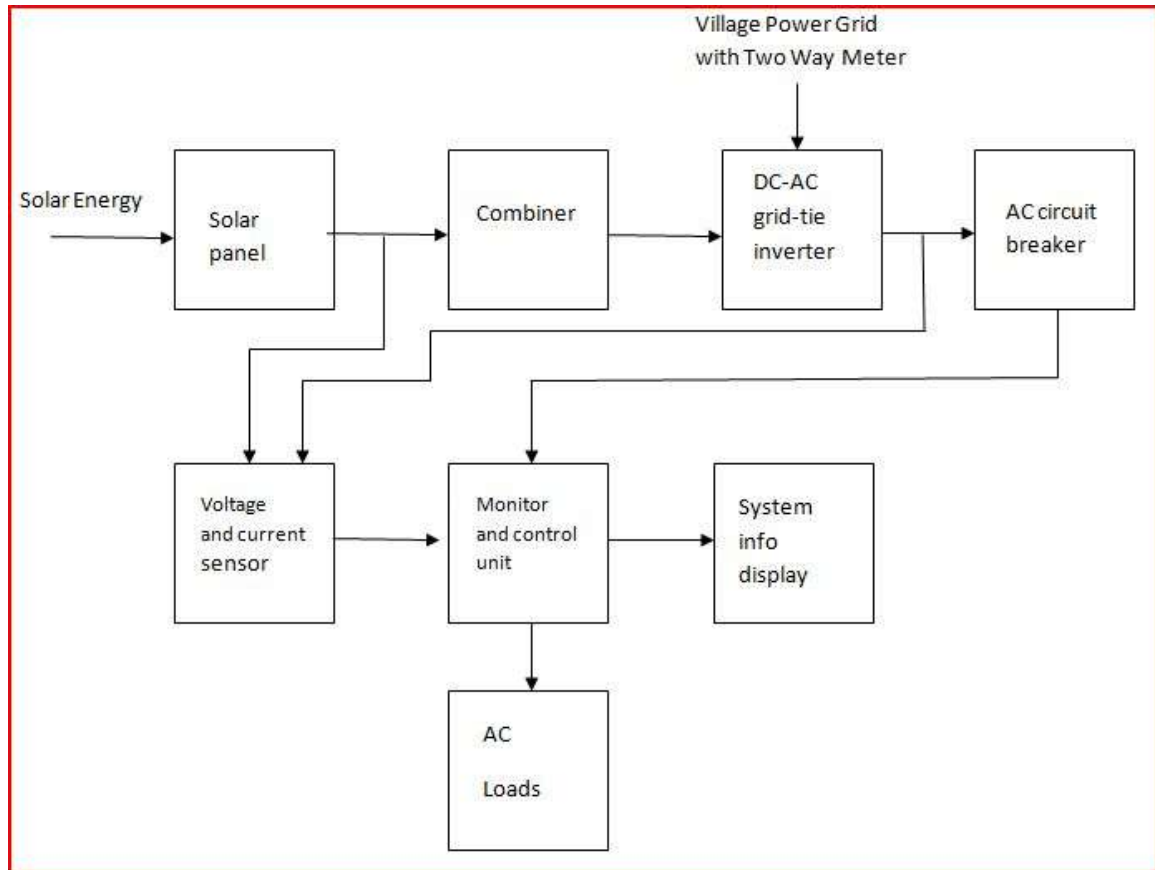 Village Power Grid
with Two Way Meter
Solar Energy
Solar
panel
Combiner
DC-AC
grid-tie
inverter
AC circuit
breaker
Voltage
and current
sensor
Monitor
and control
unit
System
info
display
AC
Loads